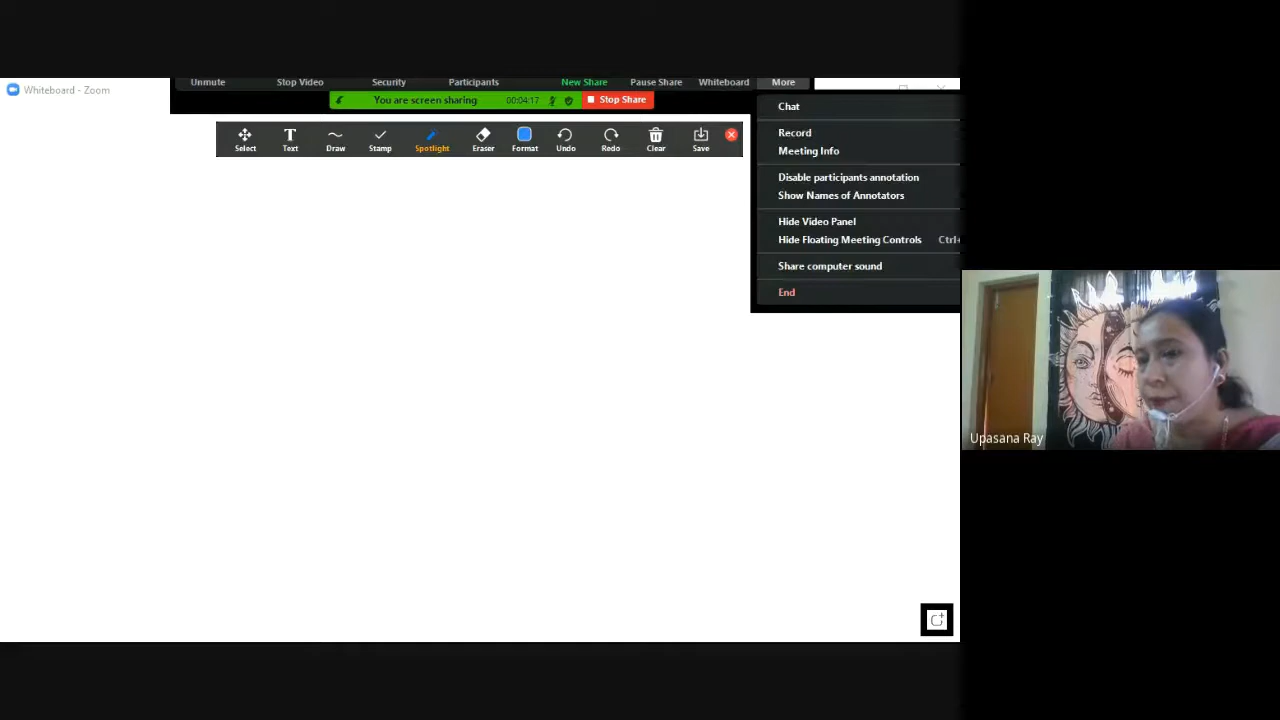 Whiteboard - Zoom
Unmute Stop Video Security Participants New Share Pause Share Whiteboard More
You are screen sharing 00:04:17 Stop Share
Select Text Draw Stamp Spotlight Eraser Format Undo Redo Clear Save
Chat
Record
Meeting Info
Disable participants annotation
Show Names of Annotators
Hide Video Panel
Hide Floating Meeting Controls Ctrl+
Share computer sound
End
Upasana Ray